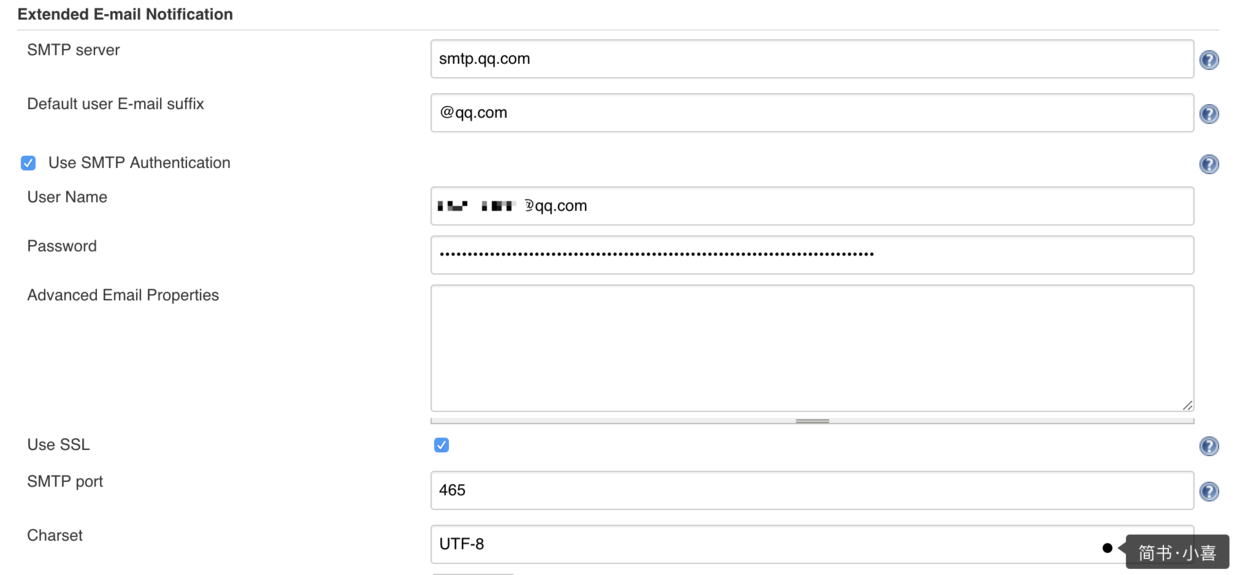 Extended E-mail Notification
SMTP server
smtp.qq.com
Default user E-mail suffix
@qq.com
Use SMTP Authentication
User Name
@qq.com
Password
Advanced Email Properties
Use SSL
SMTP port
465
Charset
UTF-8
简书·小喜